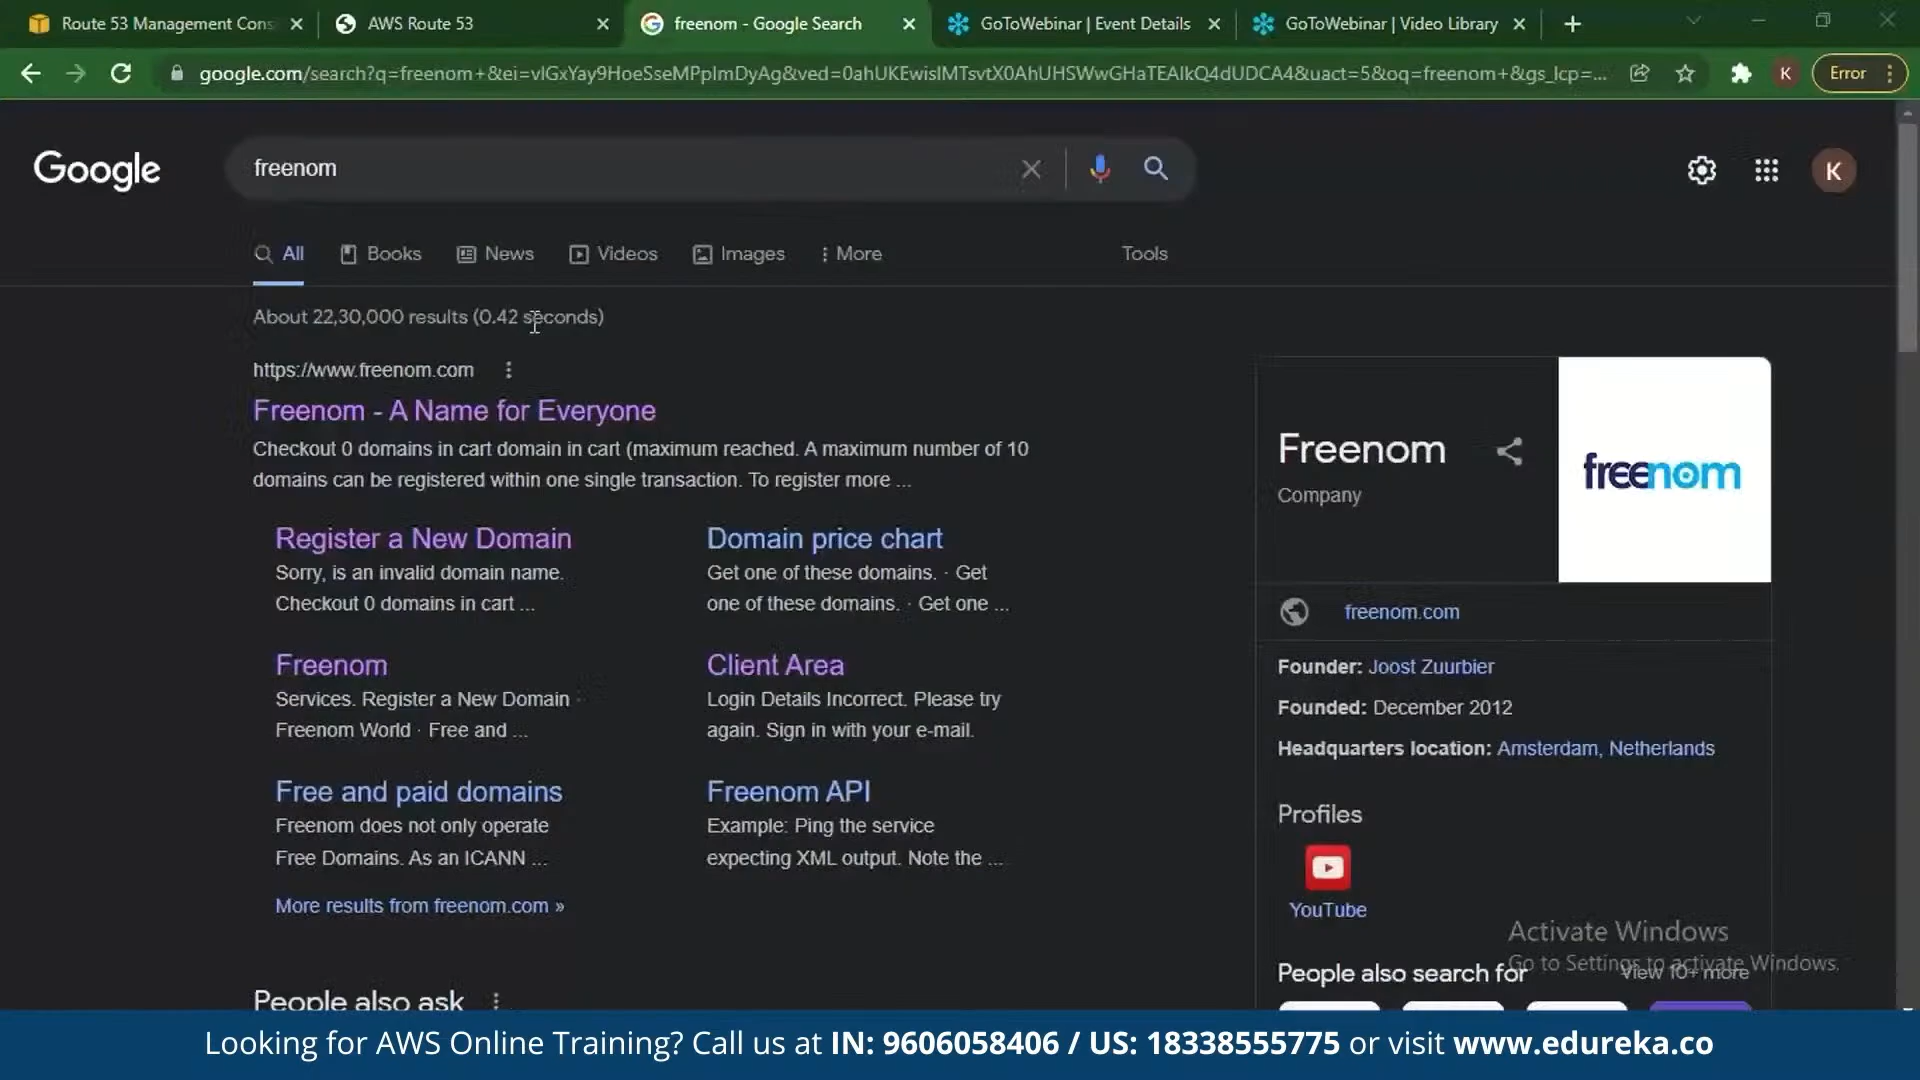 Route 53 Management Cons
AWS Route 53
freenom - Google Search
GoToWebinar | Event Details
GoToWebinar | Video Library
google.com/search?q=freenom+&ei=vlGxYay9HoeSseMPplmDyAg&ved=0ahUKEwislMTsvtX0AhUHSWwGHaTEAlkQ4dUDCA4&uact=5&oq=freenom+&gs_lcp=...
K
Error
Google
freenom
K
All
Books
News
Videos
Images
More
Tools
About 22,30,000 results (0.42 seconds)
https://www.freenom.com
Freenom - A Name for Everyone
Checkout 0 domains in cart domain in cart (maximum reached. A maximum number of 10
domains can be registered within one single transaction. To register more ...
Register a New Domain
Sorry, is an invalid domain name.
Checkout 0 domains in cart ...
Domain price chart
Get one of these domains. · Get
one of these domains. · Get one ...
Freenom
Services. Register a New Domain ·
Freenom World · Free and ...
Client Area
Login Details Incorrect. Please try
again. Sign in with your e-mail.
Free and paid domains
Freenom does not only operate
Free Domains. As an ICANN ...
Freenom API
Example: Ping the service
expecting XML output. Note the ...
More results from freenom.com »
People also ask
Freenom
Company
freenom
freenom.com
Founder: Joost Zuurbier
Founded: December 2012
Headquarters location: Amsterdam, Netherlands
Profiles
YouTube
People also search for
View 10+ more
Activate Windows
Go to Settings to activate Windows.
Looking for AWS Online Training? Call us at IN: 9606058406 / US: 18338555775 or visit www.edureka.co